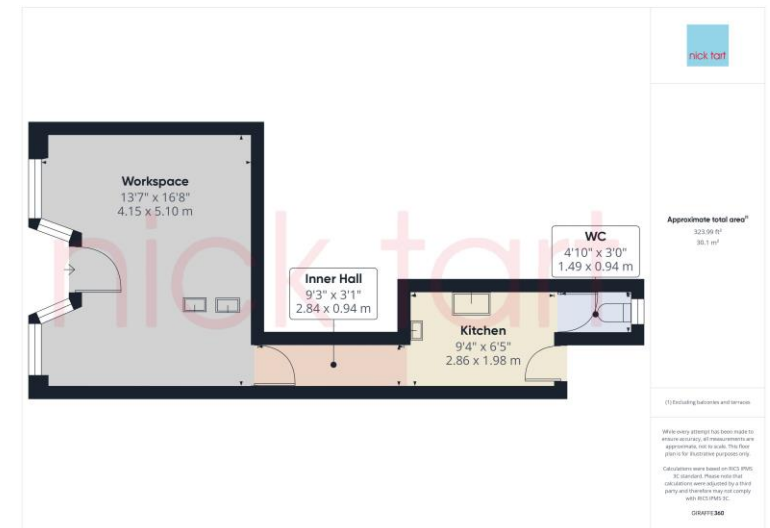 nick tart
Workspace
13'7" x 16'8"
4.15 x 5.10 m
Inner Hall
9'3" x 3'1"
2.84 x 0.94 m
Kitchen
9'4" x 6'5"
2.86 x 1.98 m
WC
4'10" x 3'0"
1.49 x 0.94 m
nick tart
Approximate total area⁽¹⁾
323.99 ft²
30.1 m²
(1) Excluding balconies and terraces
While every attempt has been made to
ensure accuracy, all measurements are
approximate, not to scale. This floor
plan is for illustrative purposes only.
Calculations were based on RICS IPMS
3C standard. Please note that
calculations were adjusted by a third
party and therefore may not comply
with RICS IPMS 3C.
GIRAFFE360